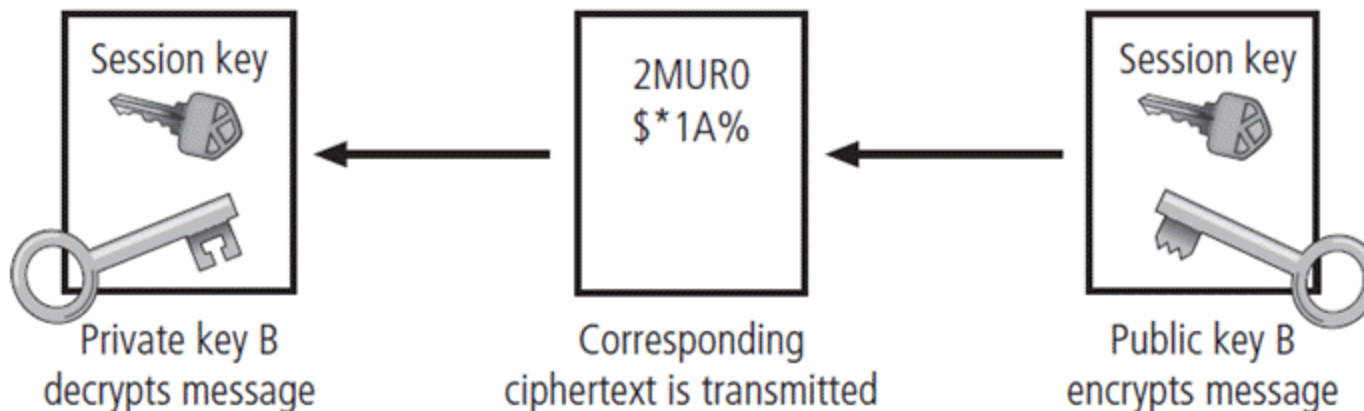 Session key
2MUR0
$*1A%
Session key
Private key B
decrypts message
Corresponding
ciphertext is transmitted
Public key B
encrypts message